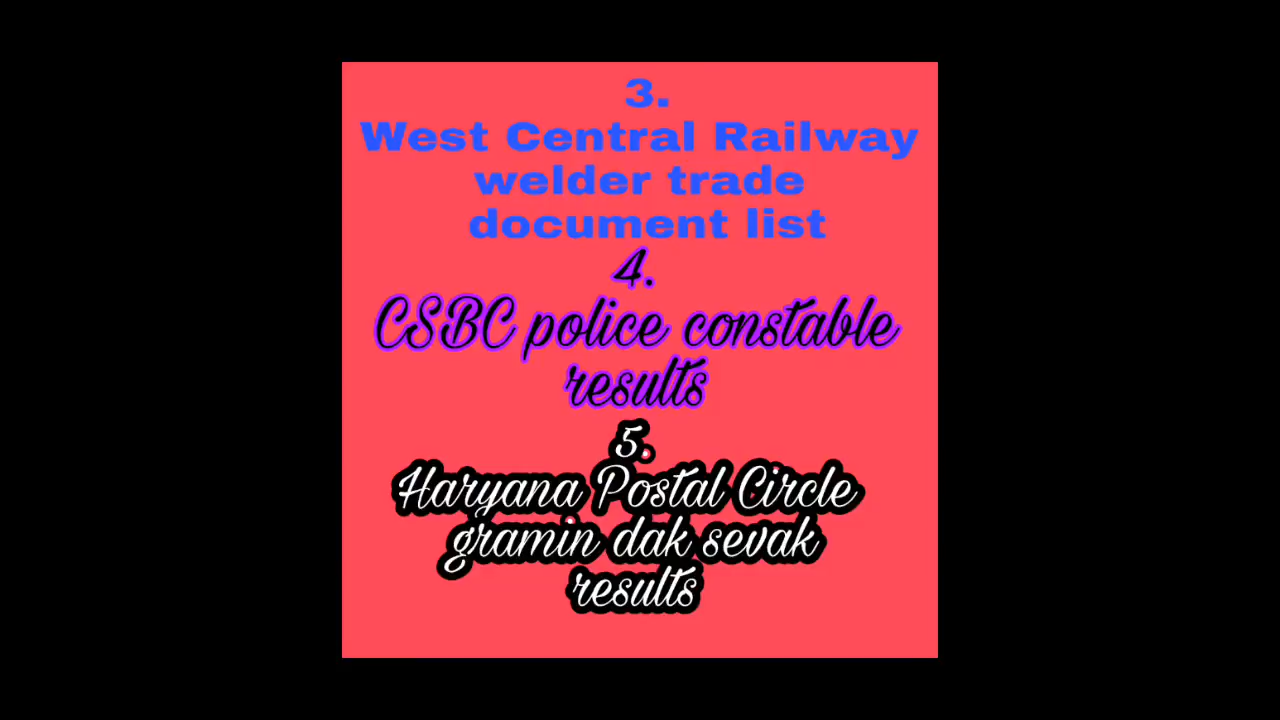 3.
West Central Railway
welder trade
document list
4.
CSBC police constable
results
5.
Haryana Postal Circle
gramin dak sevak
results